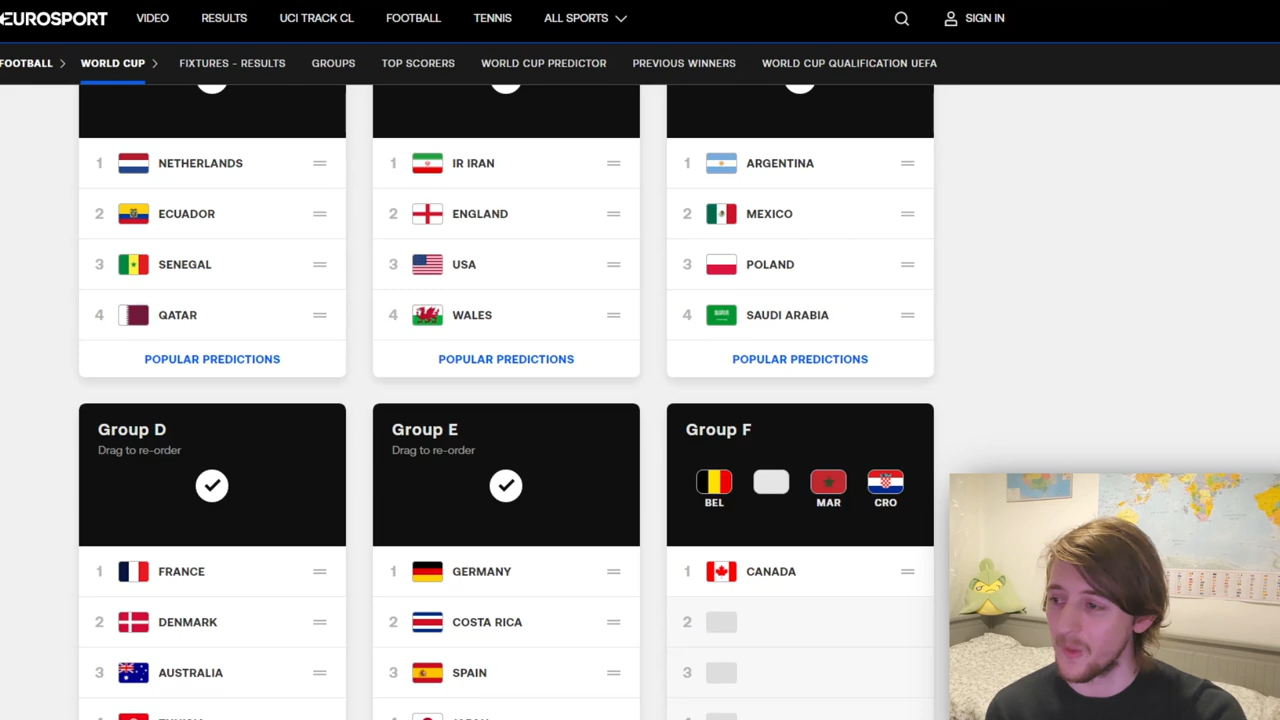 EUROSPORT VIDEO RESULTS UCI TRACK CL FOOTBALL TENNIS ALL SPORTS SIGN IN
FOOTBALL WORLD CUP FIXTURES - RESULTS GROUPS TOP SCORERS WORLD CUP PREDICTOR PREVIOUS WINNERS WORLD CUP QUALIFICATION UEFA
1 NETHERLANDS
2 ECUADOR
3 SENEGAL
4 QATAR
POPULAR PREDICTIONS
1 IR IRAN
2 ENGLAND
3 USA
4 WALES
POPULAR PREDICTIONS
1 ARGENTINA
2 MEXICO
3 POLAND
4 SAUDI ARABIA
POPULAR PREDICTIONS
Group D
Drag to re-order
1 FRANCE
2 DENMARK
3 AUSTRALIA
Group E
Drag to re-order
1 GERMANY
2 COSTA RICA
3 SPAIN
Group F
BEL MAR CRO
1 CANADA
2
3